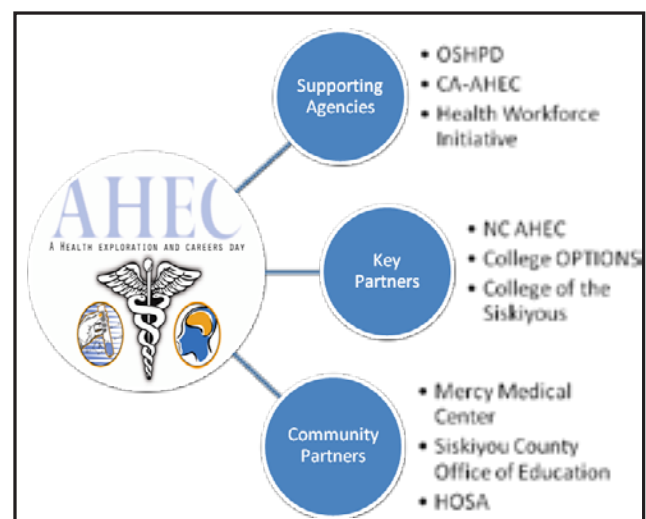 AHEC
A HEALTH EXPLORATION AND CAREERS DAY
Supporting
Agencies
• OSHPD
• CA-AHEC
• Health Workforce
Initiative
Key
Partners
• NC AHEC
• College OPTIONS
• College of the
Siskiyous
Community
Partners
• Mercy Medical
Center
• Siskiyou County
Office of Education
• HOSA